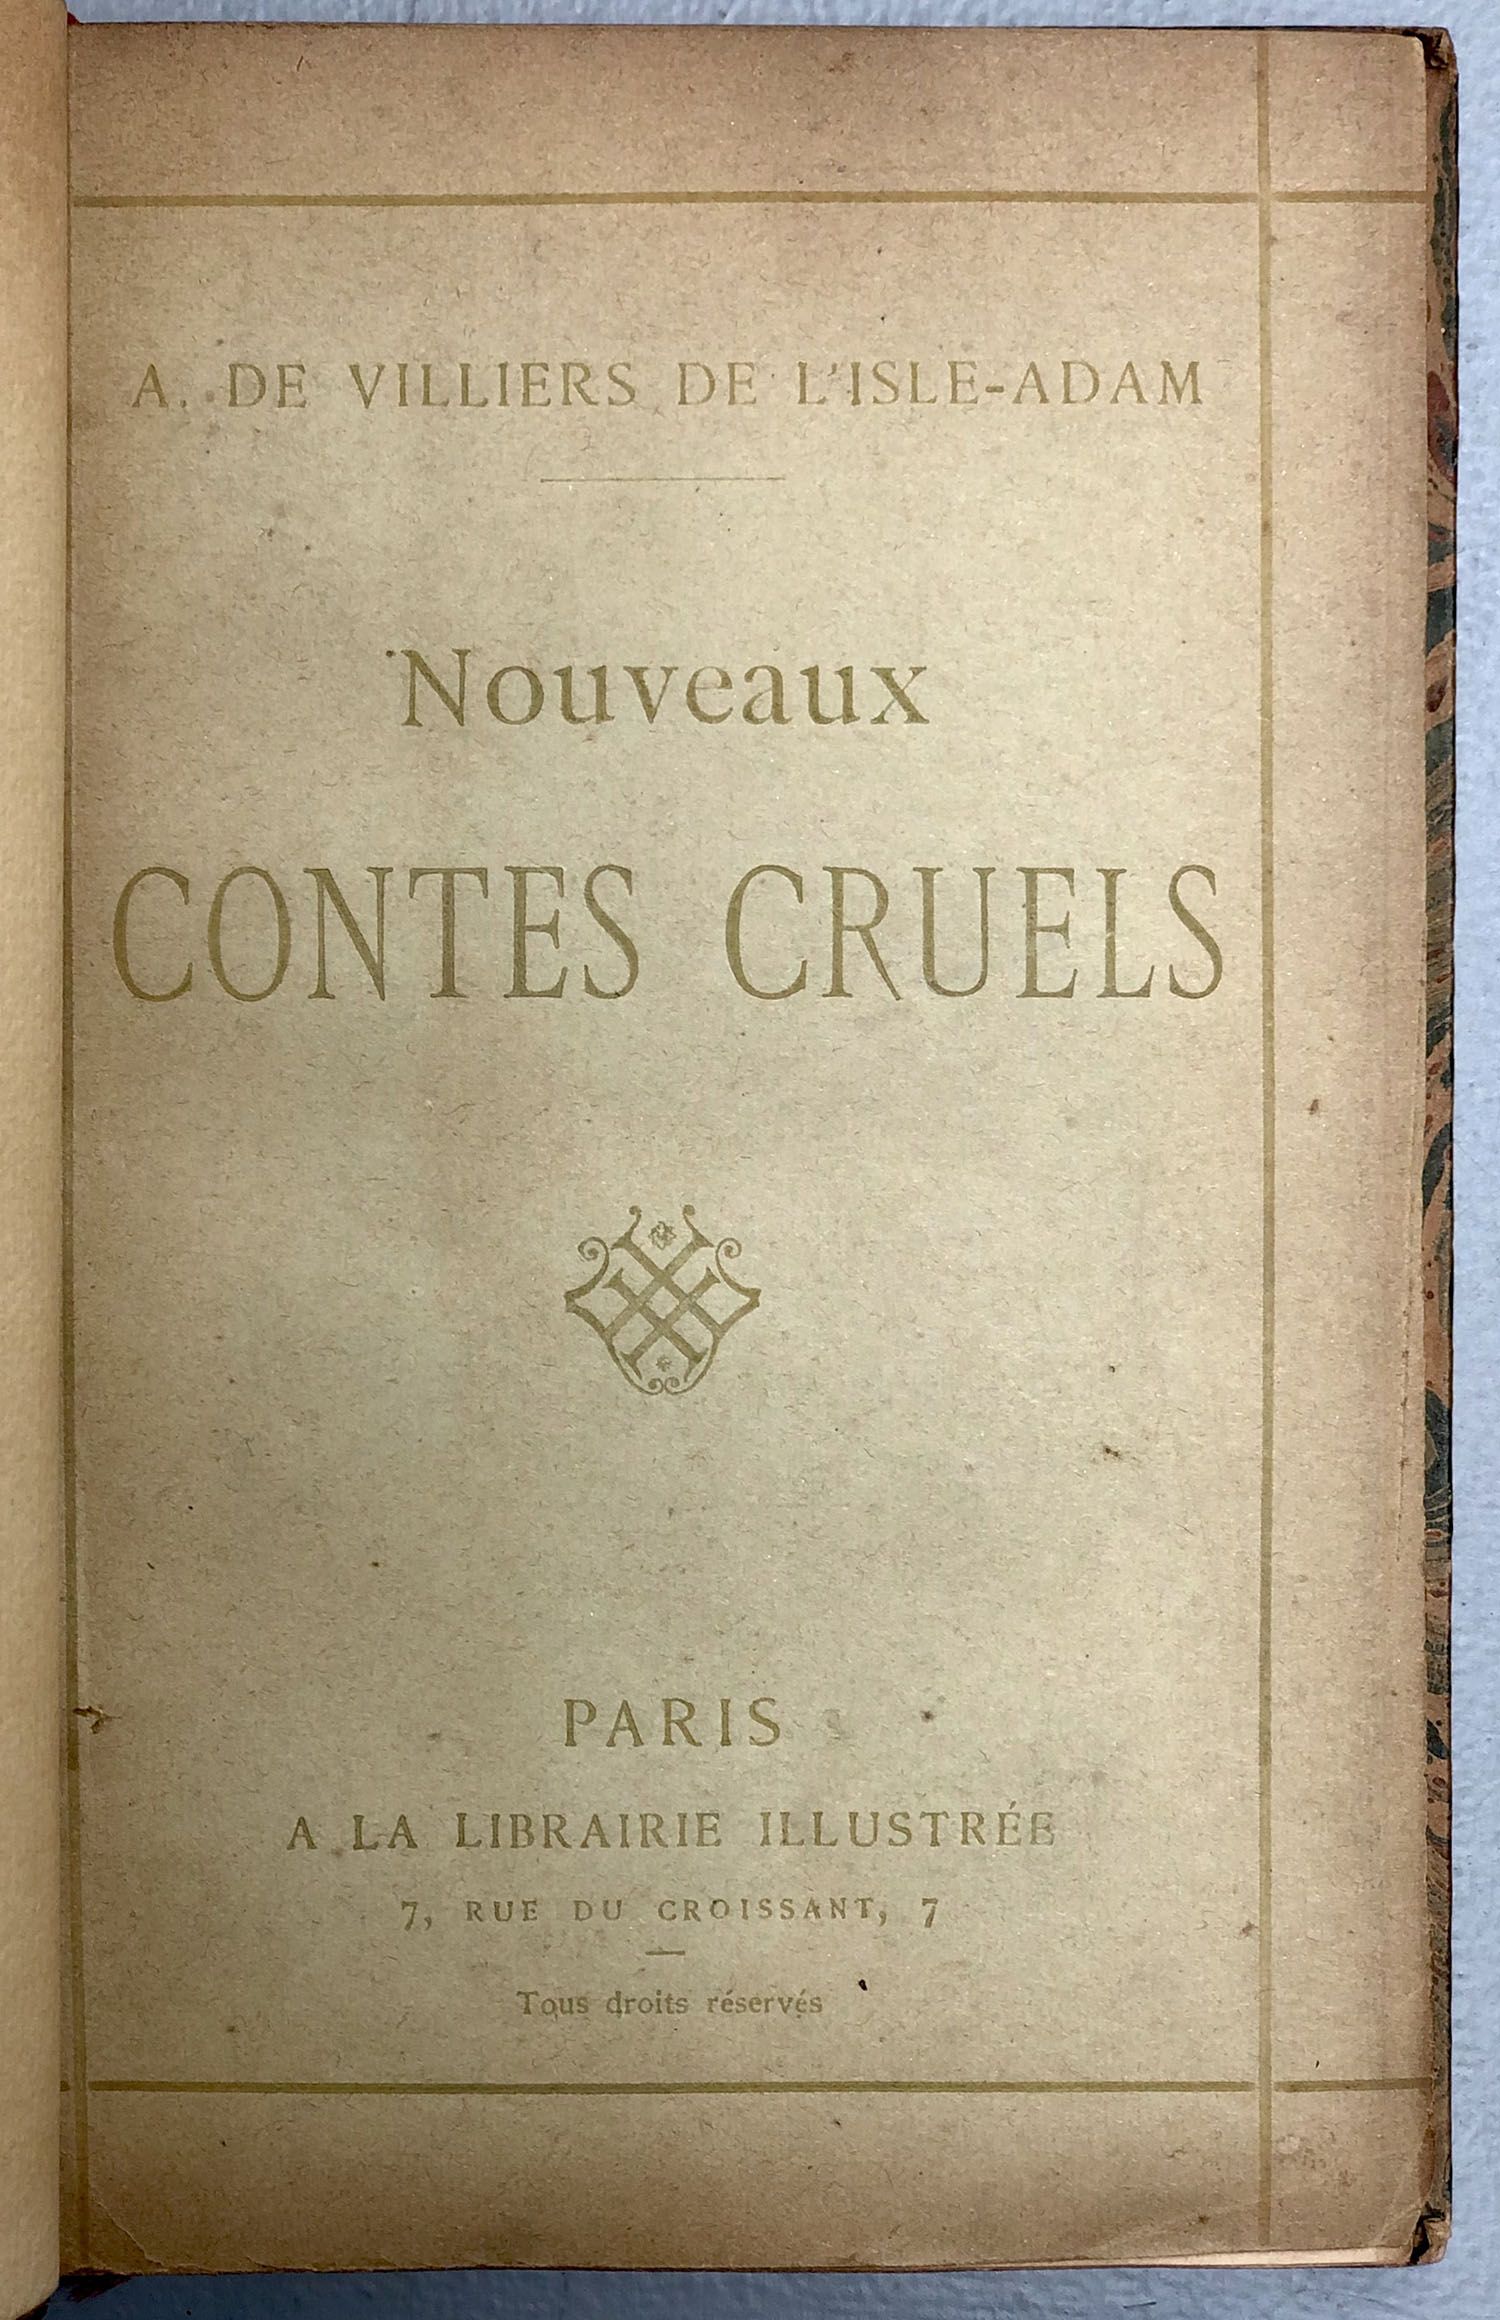 A. DE VILLIERS DE L'ISLE-ADAM
Nouveaux
CONTES CRUELS
PARIS
A LA LIBRAIRIE ILLUSTRÉE
7, RUE DU CROISSANT, 7
Tous droits réservés